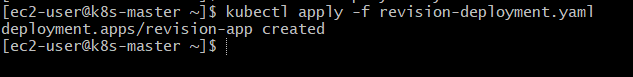 [ec2-user@k8s-master ~]$ kubectl apply -f revision-deployment.yaml
deployment.apps/revision-app created
[ec2-user@k8s-master ~]$